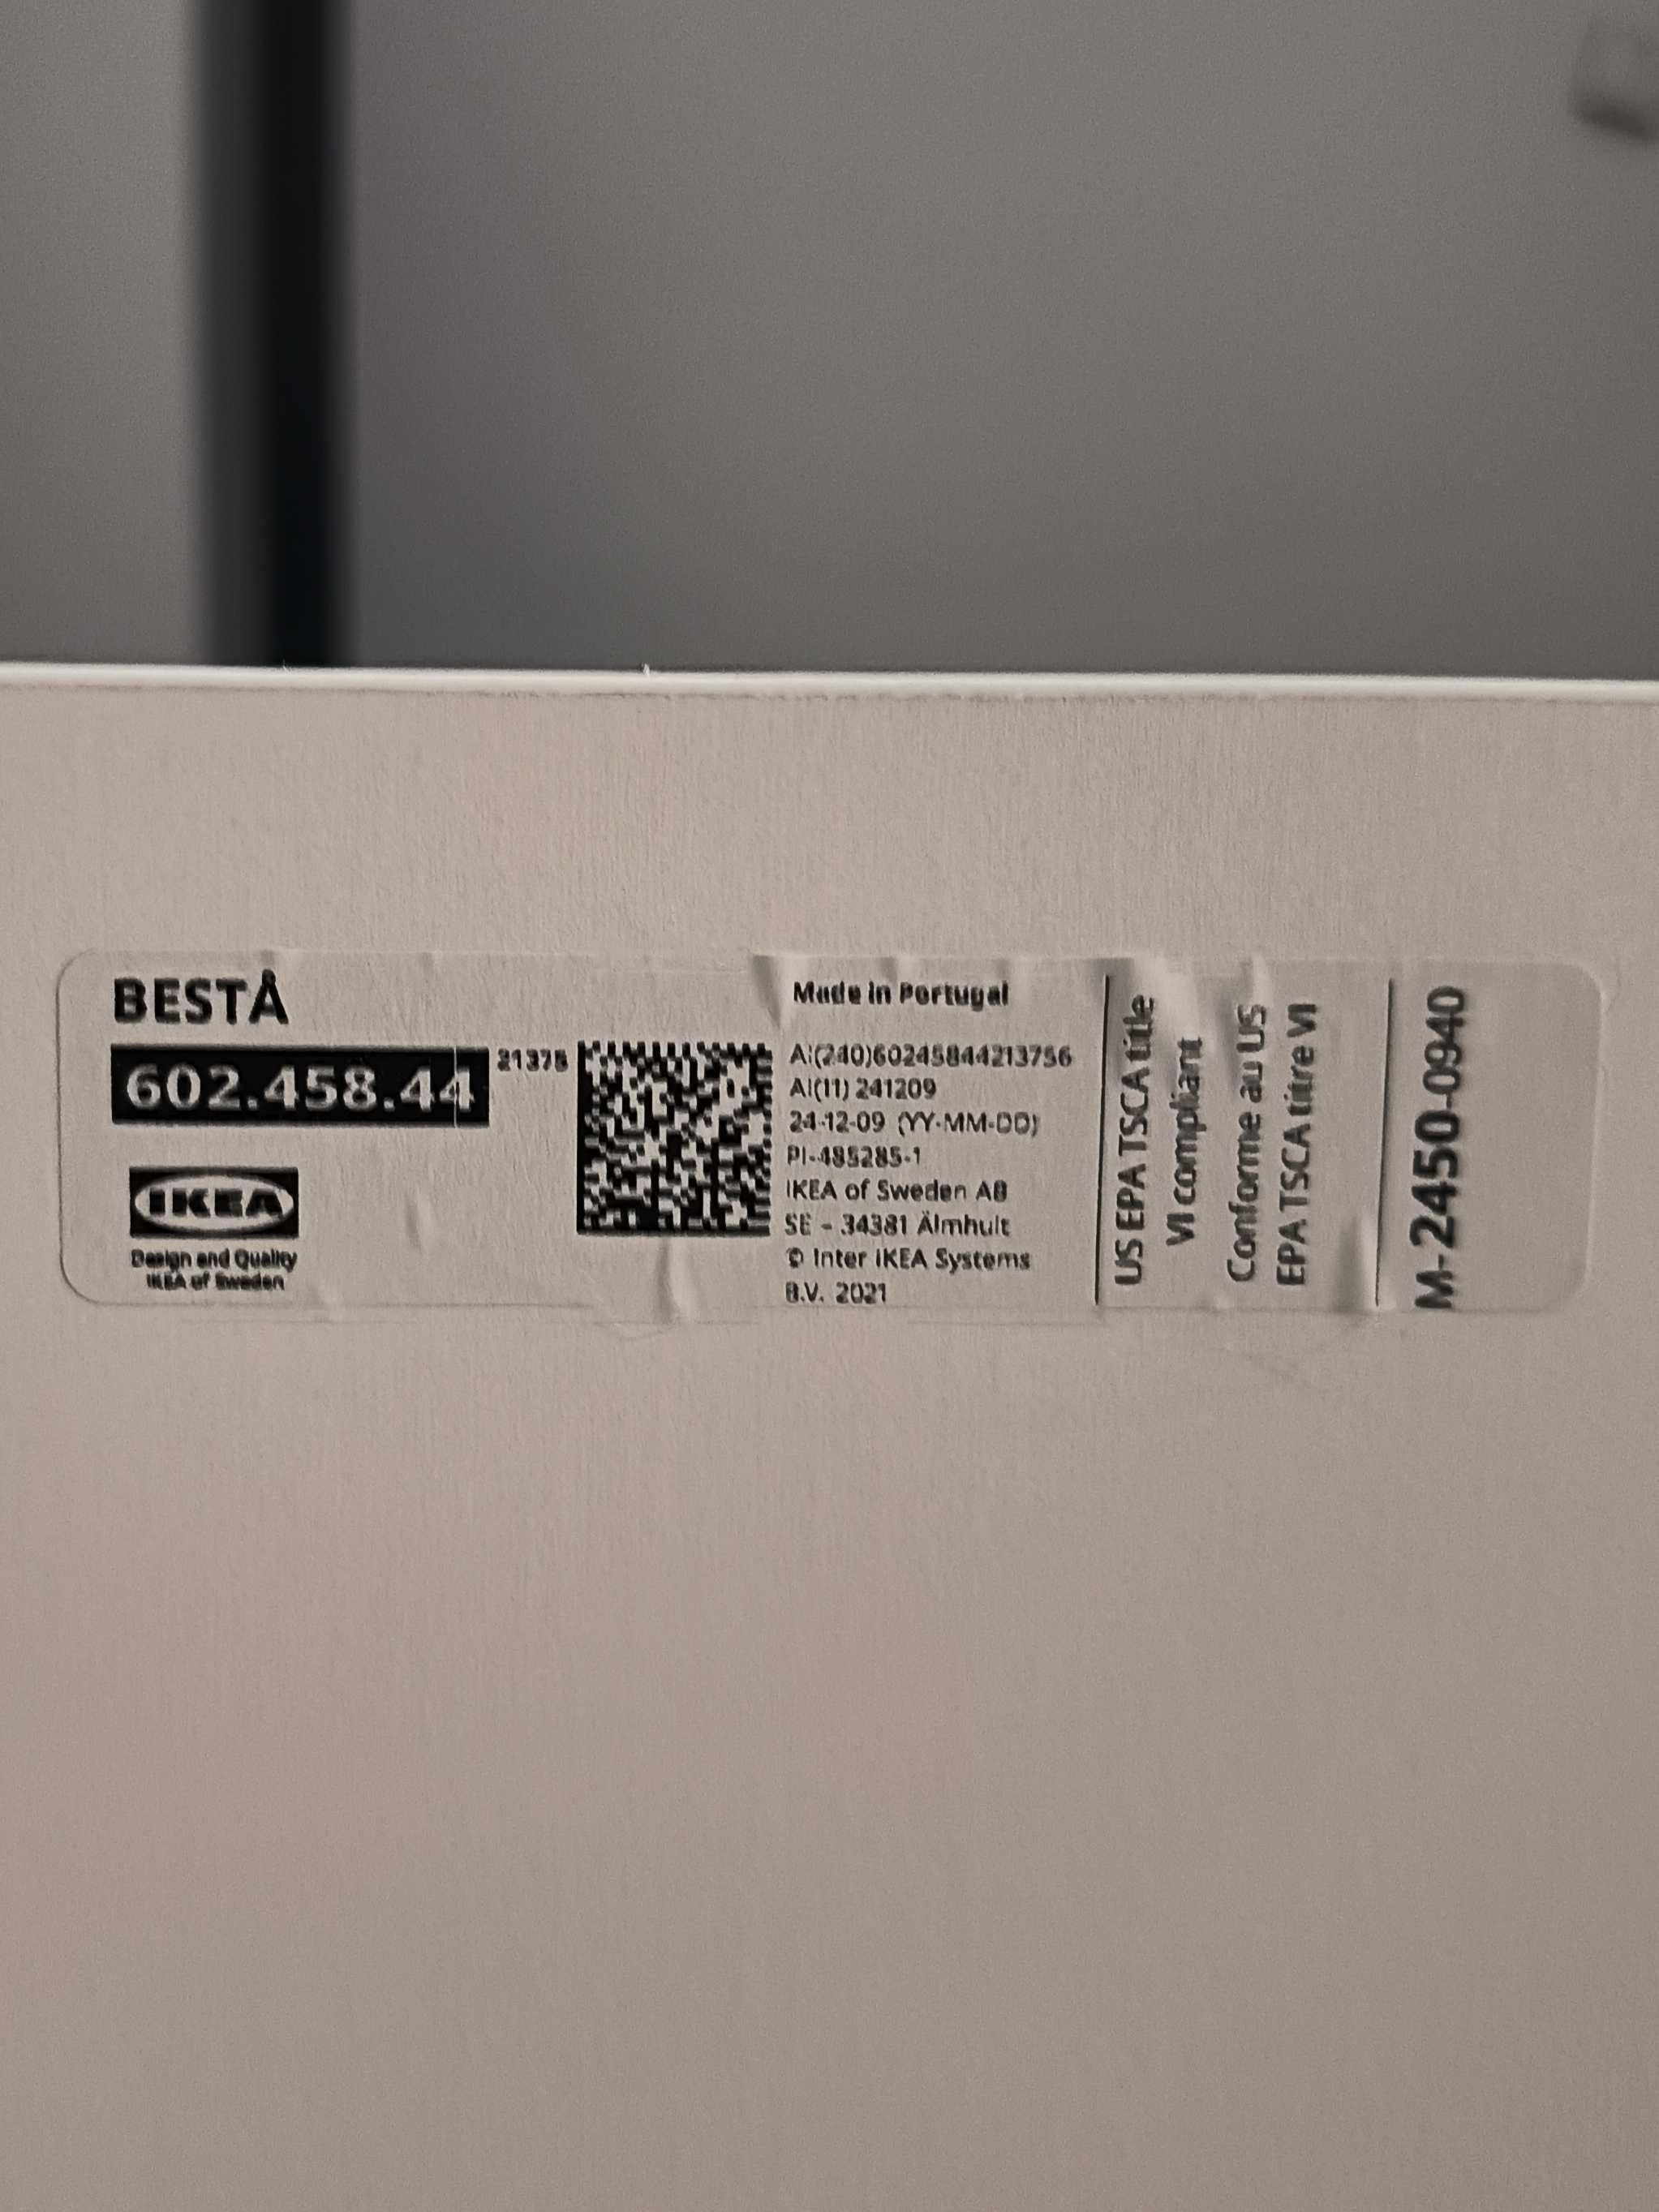 BESTÅ
602.458.44
21375
IKEA
Design and Quality
IKEA of Sweden
Made in Portugal
AI(240)60245844213756
AI(11) 241209
24-12-09 (YY-MM-DD)
PI-485285-1
IKEA of Sweden AB
SE - 34381 Älmhult
© Inter IKEA Systems
B.V. 2021
US EPA TSCA title
VI compliant
Conforme au US
EPA TSCA titre VI
M-2450-0940